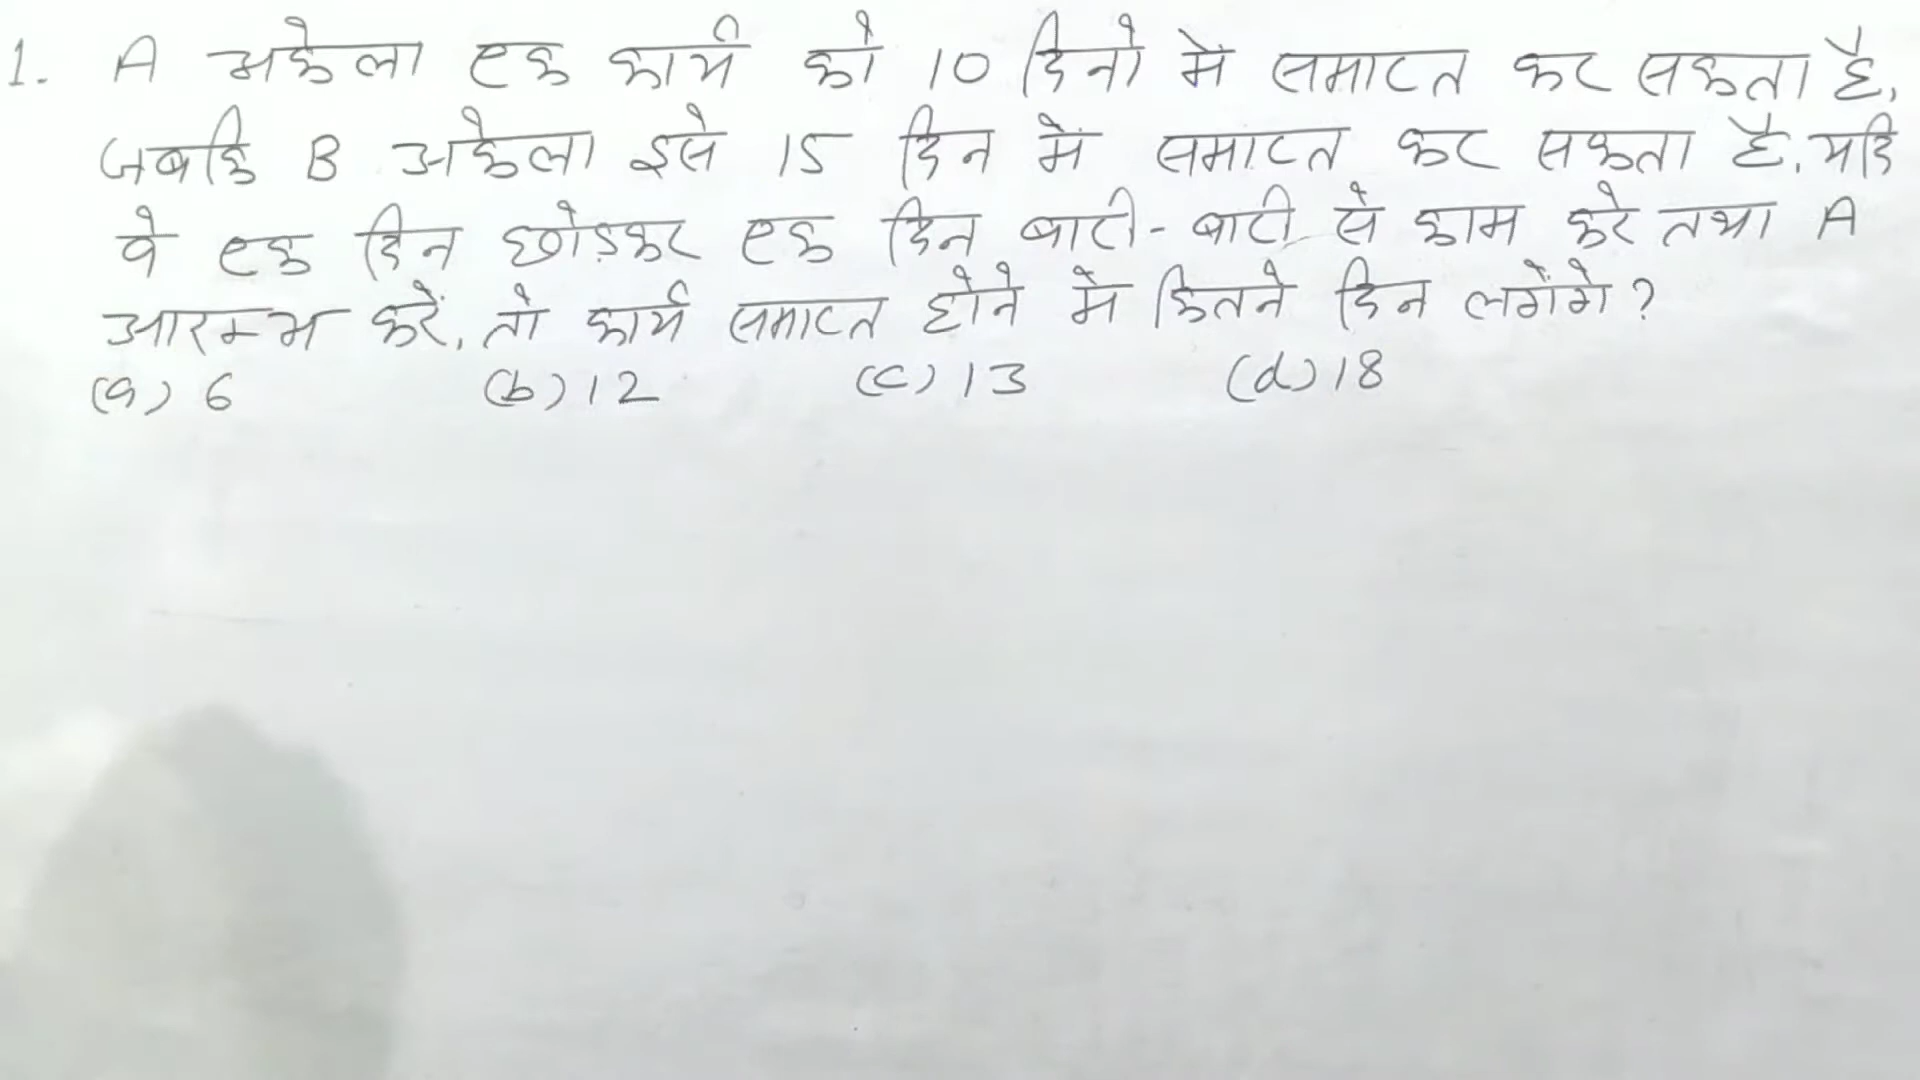 1. A अकेला एक कार्य को 10 दिनो मे समाप्त कर सकता है,
जबकि B अकेला इसे 15 दिन में समाप्त कर सकता है. यदि
वे एक दिन छोड़कर एक दिन बारी-बारी से काम करे तथा A
आरम्भ करें, तो कार्य समाप्त होने मे कितने दिन लगेंगे?
(a) 6 (b) 12 (c) 13 (d) 18